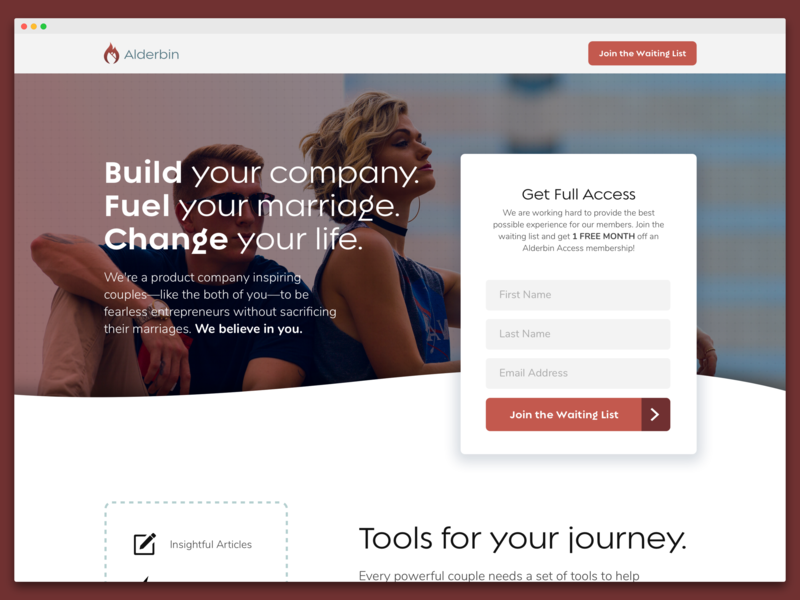 Alderbin
Join the Waiting List
Build your company.
Fuel your marriage.
Change your life.
We're a product company inspiring
couples—like the both of you—to be
fearless entrepreneurs without sacrificing
their marriages. We believe in you.
Get Full Access
We are working hard to provide the best
possible experience for our members. Join the
waiting list and get 1 FREE MONTH off an
Alderbin Access membership!
First Name
Last Name
Email Address
Join the Waiting List
Insightful Articles
Tools for your journey.
Every powerful couple needs a set of tools to help